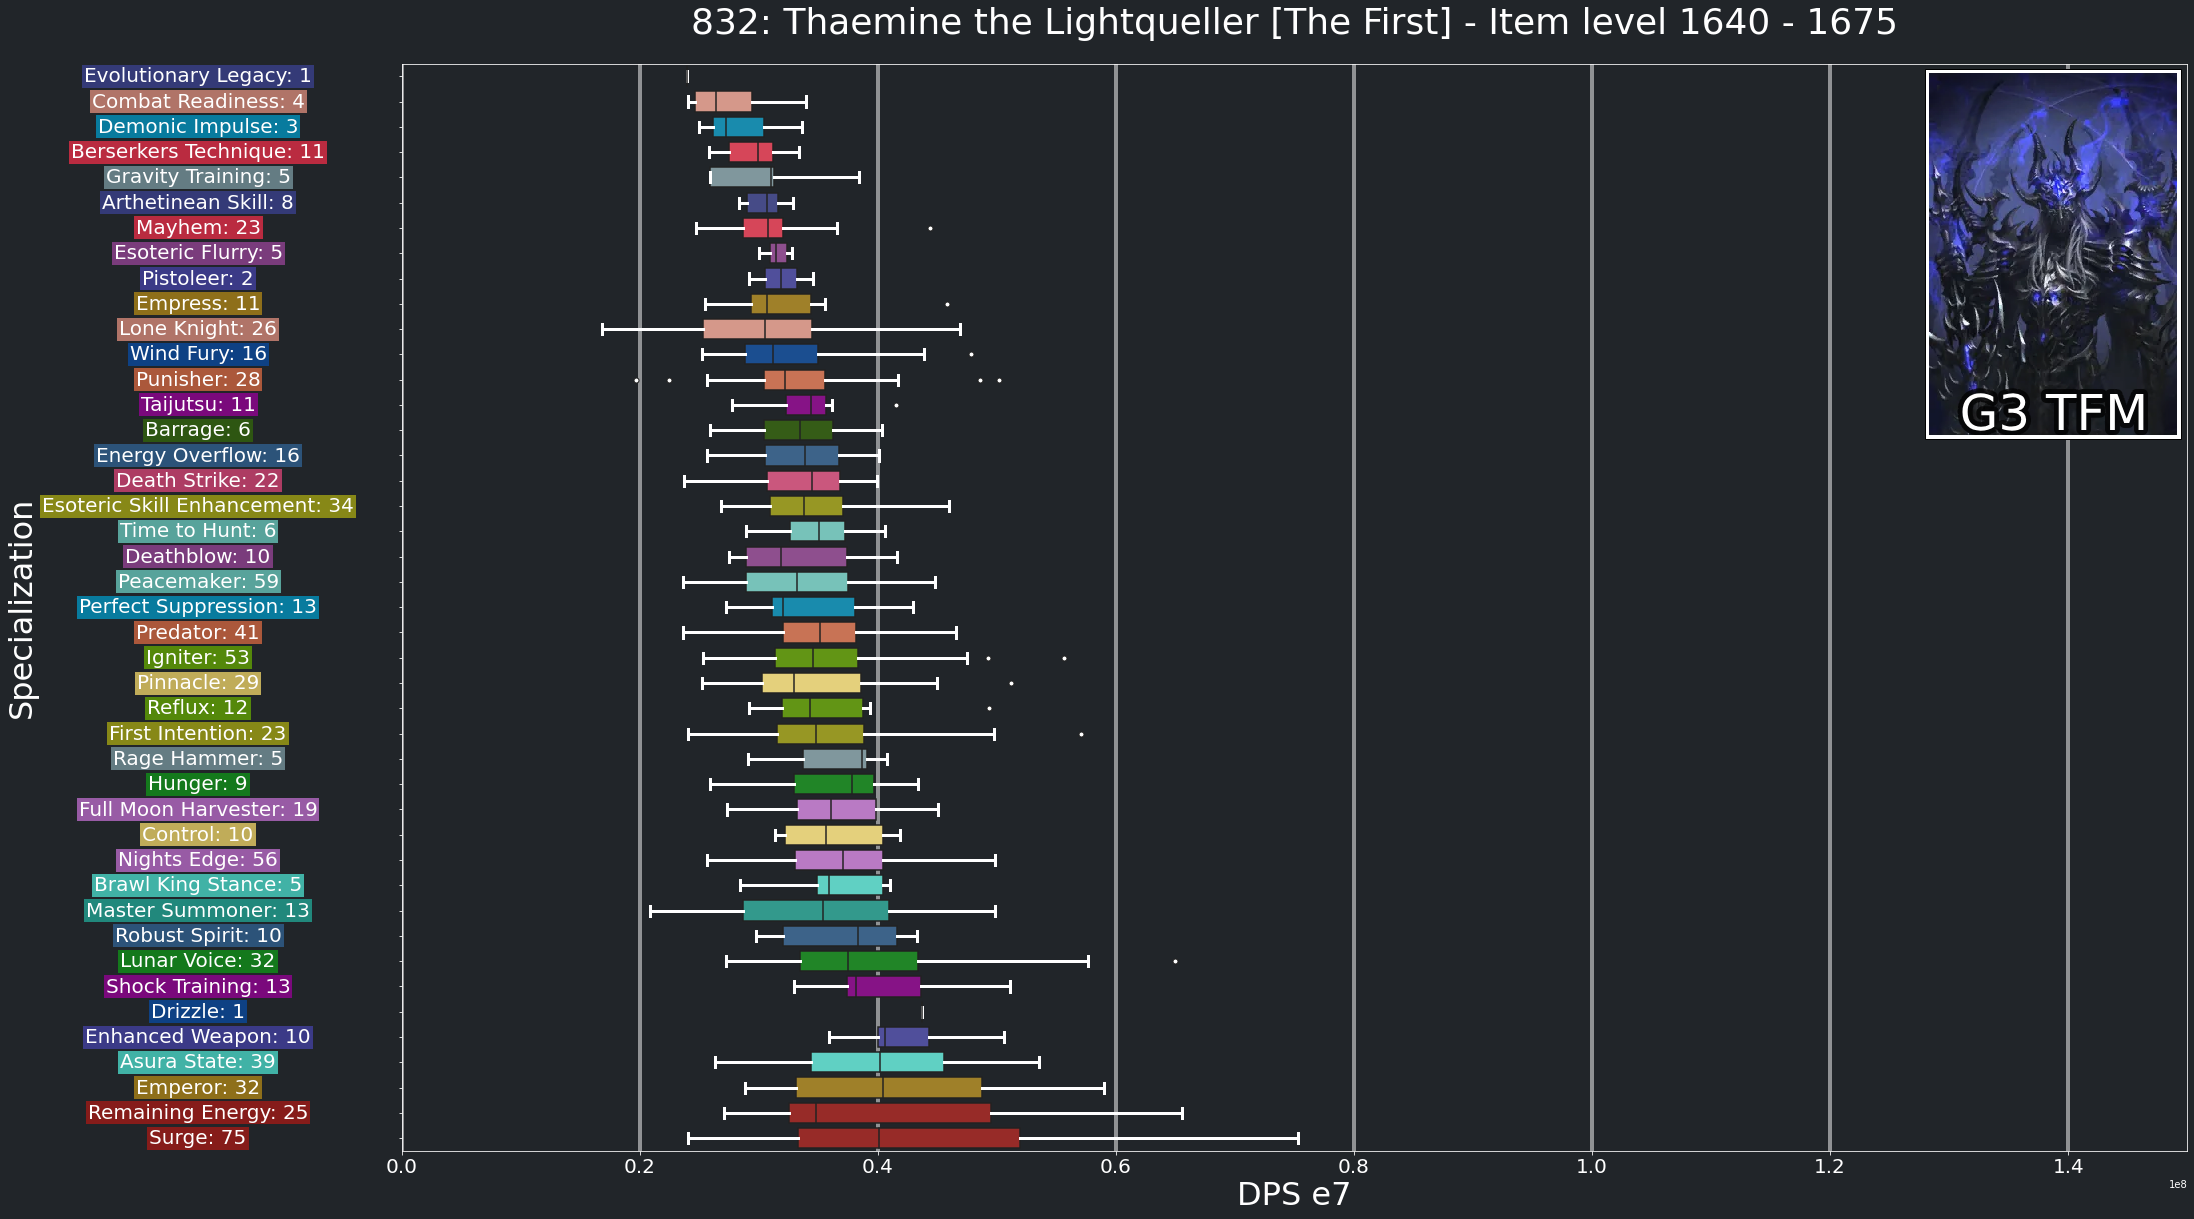 832: Thaemine the Lightqueller [The First] - Item level 1640 - 1675
Evolutionary Legacy: 1
Combat Readiness: 4
Demonic Impulse: 3
Berserkers Technique: 11
Gravity Training: 5
Arthetinean Skill: 8
Mayhem: 23
Esoteric Flurry: 5
Pistoleer: 2
Empress: 11
Lone Knight: 26
Wind Fury: 16
Punisher: 28
Taijutsu: 11
Barrage: 6
Energy Overflow: 16
Death Strike: 22
Esoteric Skill Enhancement: 34
Time to Hunt: 6
Deathblow: 10
Peacemaker: 59
Perfect Suppression: 13
Predator: 41
Igniter: 53
Pinnacle: 29
Reflux: 12
First Intention: 23
Rage Hammer: 5
Hunger: 9
Full Moon Harvester: 19
Control: 10
Nights Edge: 56
Brawl King Stance: 5
Master Summoner: 13
Robust Spirit: 10
Lunar Voice: 32
Shock Training: 13
Drizzle: 1
Enhanced Weapon: 10
Asura State: 39
Emperor: 32
Remaining Energy: 25
Surge: 75
Specialization
G3 TFM
0.0 0.2 0.4 0.6 0.8 1.0 1.2 1.4
DPS e7
1e8